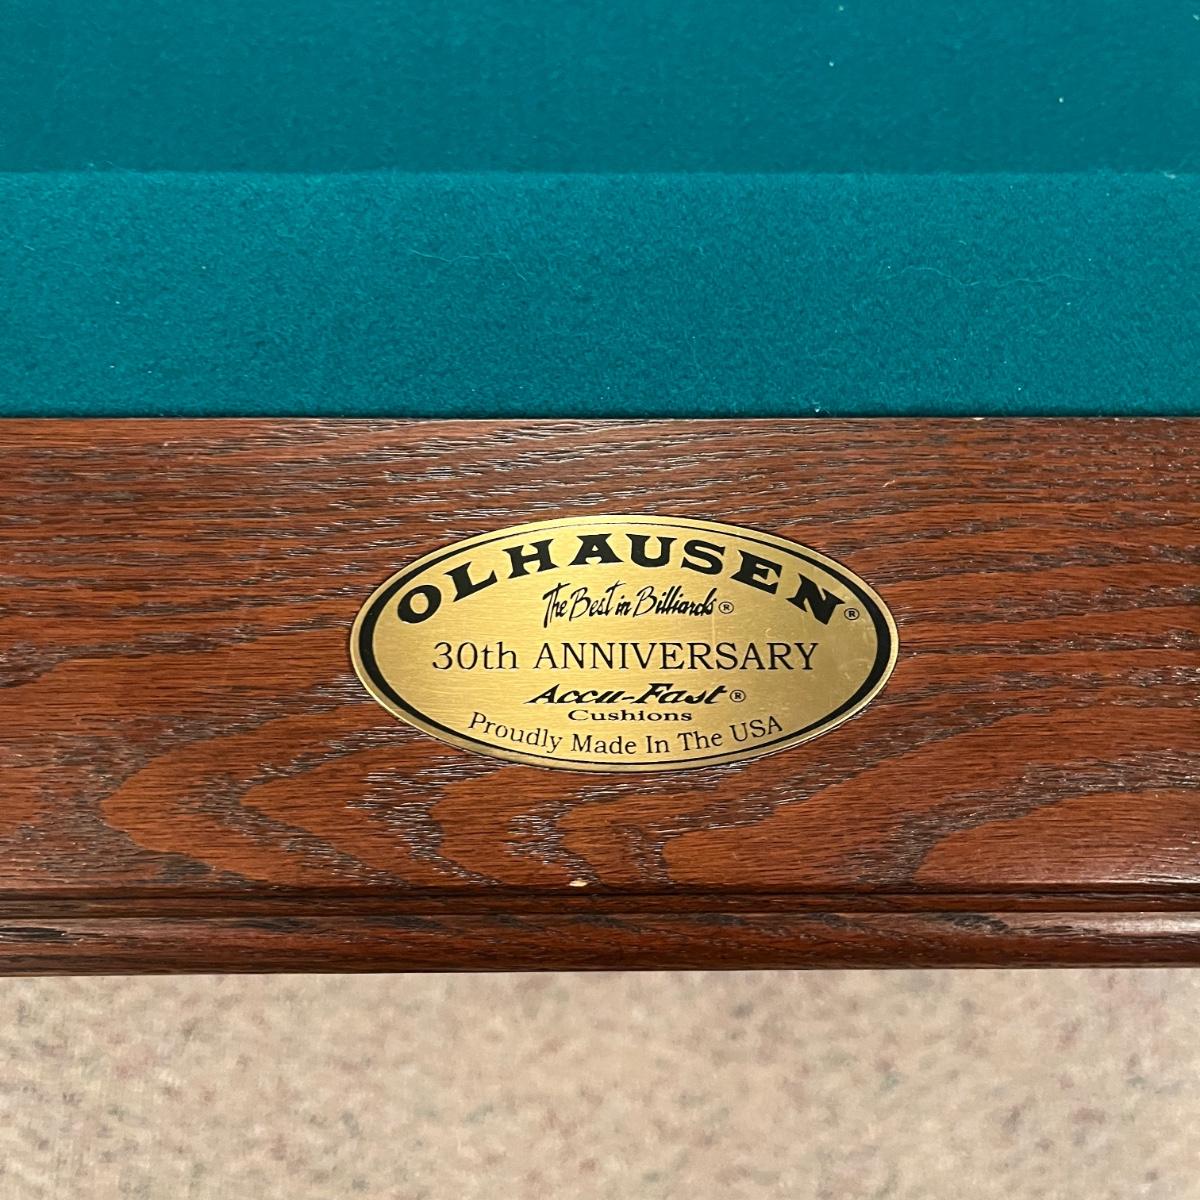 OLHAUSEN®
The Best in Billiards®
30th ANNIVERSARY
Accu-Fast®
Cushions
Proudly Made In The USA